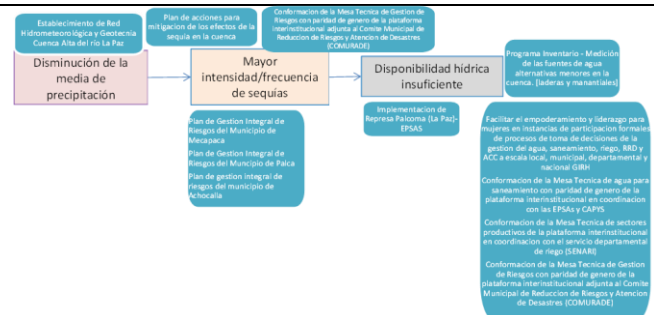 Establecimiento de Red
Hidrometeorológica y Geotecnía
Cuenca Alta del río La Paz
Disminución de la
media de
precipitación
Plan de acciones para
mitigacion de los efectos de la
sequía en la cuenca
Mayor
intensidad/frecuencia
de sequías
Plan de Gestion Integral de
Riesgos del Municipio de
Mecapaca
Plan de Gestión Integral de
Riesgos del Muncipio de Palca
Plan de gestion integral de
riesgos del municipio de
Achocalla
Conformacion de la Mesa Tecnica de Gestion de
Riesgos con paridad de genero de la plataforma
interinstitucional adjunta al Comite Municipal de
Reduccion de Riesgos y Atencion de Desastres
(COMURADE)
Disponibilidad hídrica
insuficiente
Implementacion de
Represa Palcoma (La Paz)-
EPSAS
Programa Inventario - Medición
de las fuentes de agua
alternativas menores en la
cuenca. [laderas y manantiales]
Facilitar el empoderamiento y liderazgo para
mujeres en instancias de participacion formales
de procesos de toma de decisiones de la
gestion del agua, saneamiento, riego, RRD y
ACC a escala local, municipal, departamental y
nacional GIRH
Conformacion de la Mesa Tecnica de agua para
saneamiento con paridad de genero de la
plataforma interinstitucional en coordinacion
con las EPSAs y CAPYS
Conformacion de la Mesa Tecnica de sectores
productivos de la plataforma interinstitucional
en coordinacion con el servicio departamental
de riego (SENARI)
Conformacion de la Mesa Tecnica de Gestion
de Riesgos con paridad de genero de la
plataforma interinstitucional adjunta al Comite
Municipal de Reduccion de Riesgos y Atencion
de Desastres (COMURADE)